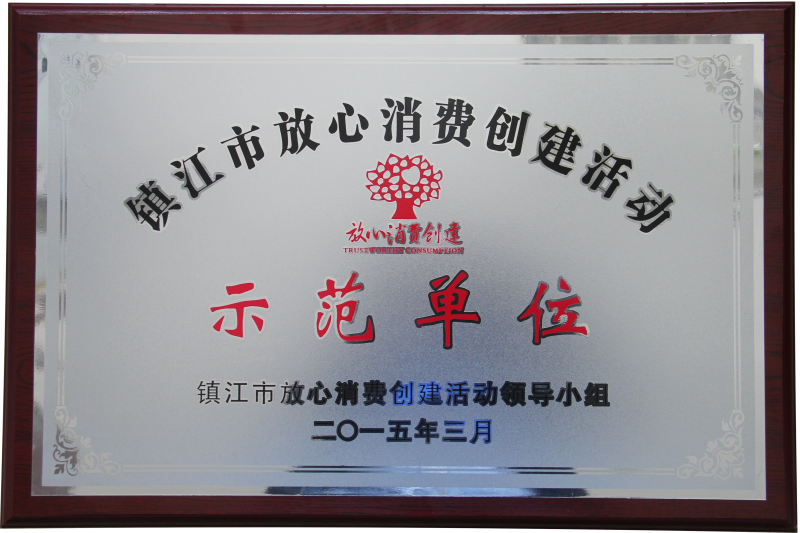 镇江市放心消费创建活动
放心消费创建
TRUSTWORTHY CONSUMPTION
示范单位
镇江市放心消费创建活动领导小组
二〇一五年三月